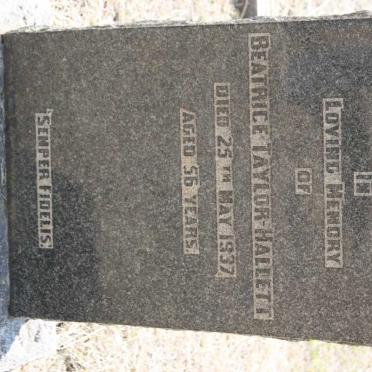 IN
LOVING MEMORY
OF
BEATRICE TAYLOR-HALLETT
DIED 25TH MAY 1937
AGED 56 YEARS.
"SEMPER FIDELIS."